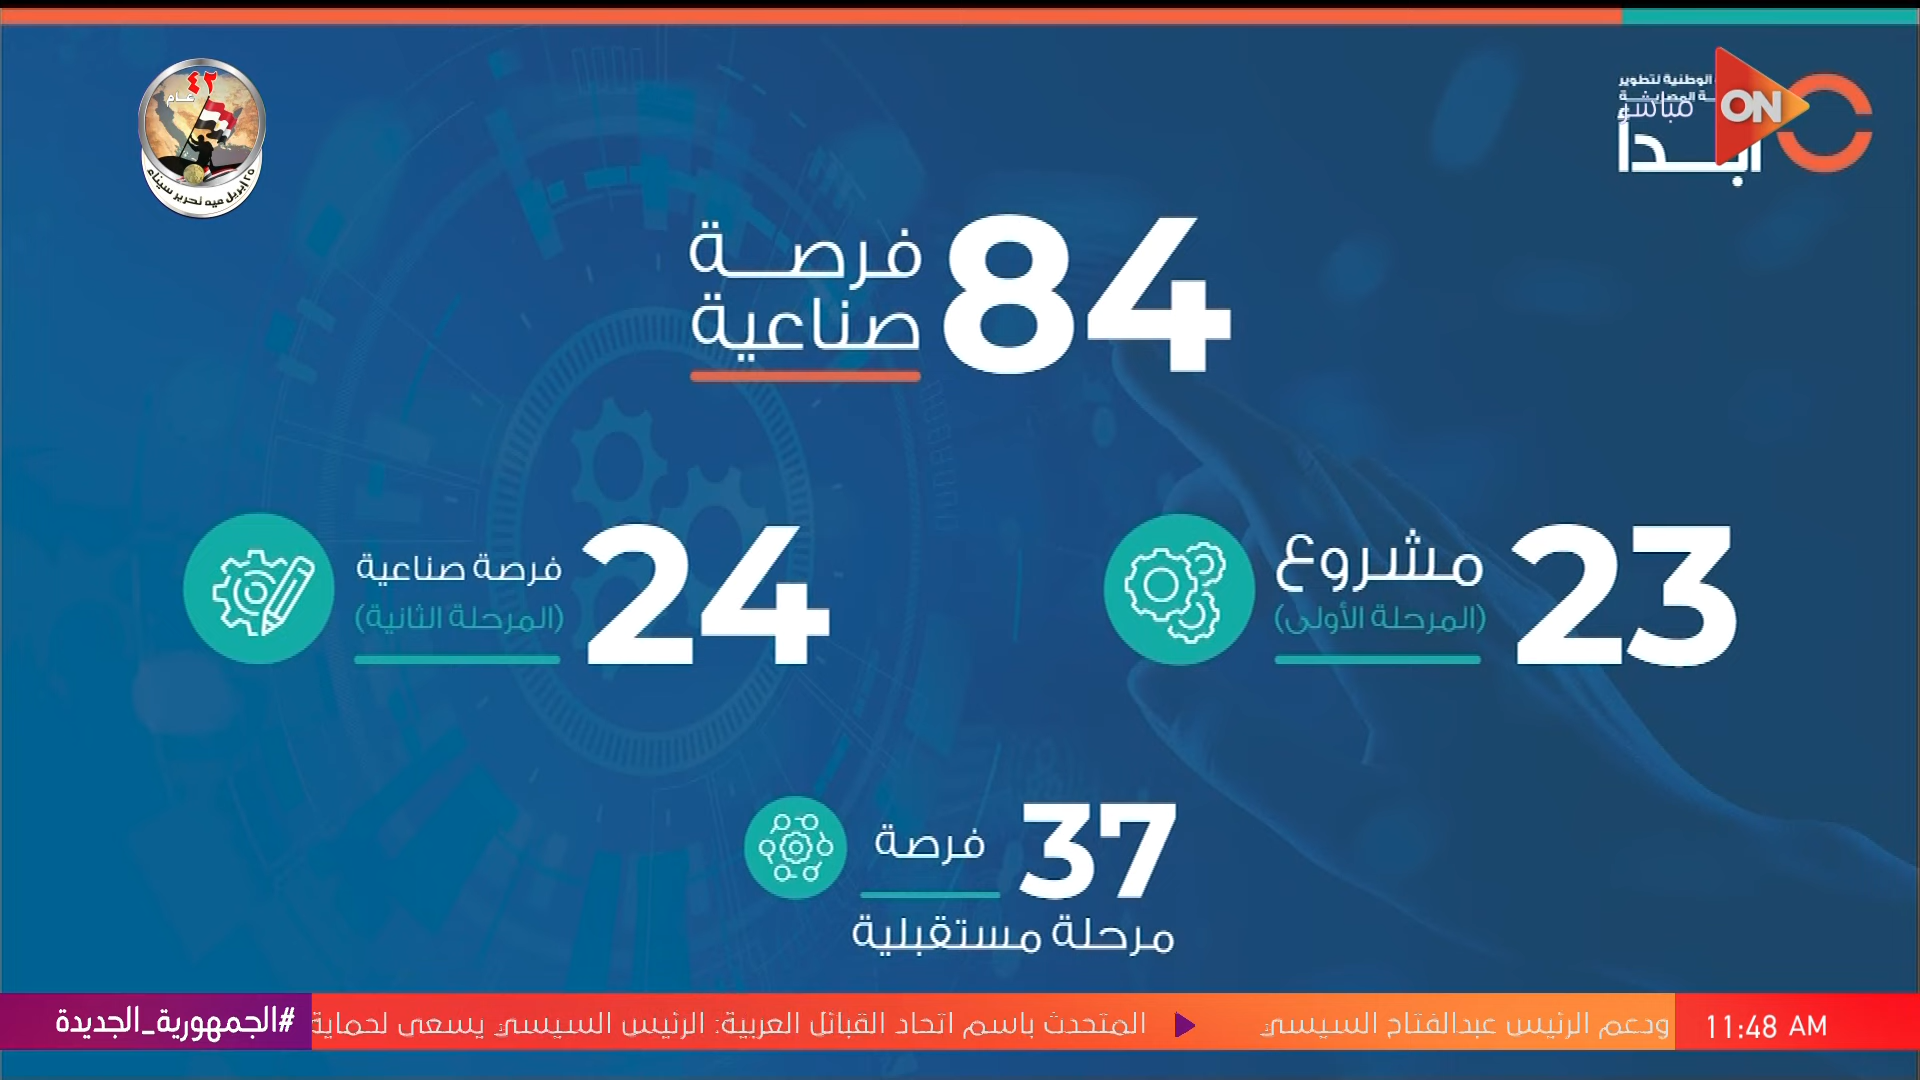 ٤٢
عام
٢٥ أبريل عيد تحرير سيناء
الوطنية لتطوير
مباشر
ON
ابدأ
84
فرصة
صناعية
23
مشروع
(المرحلة الأولى)
24
فرصة صناعية
(المرحلة الثانية)
37
فرصة
مرحلة مستقبلية
11:48 AM
ودعم الرئيس عبدالفتاح السيسي
المتحدث باسم اتحاد القبائل العربية: الرئيس السيسي يسعى لحماية
#الجمهورية_الجديدة